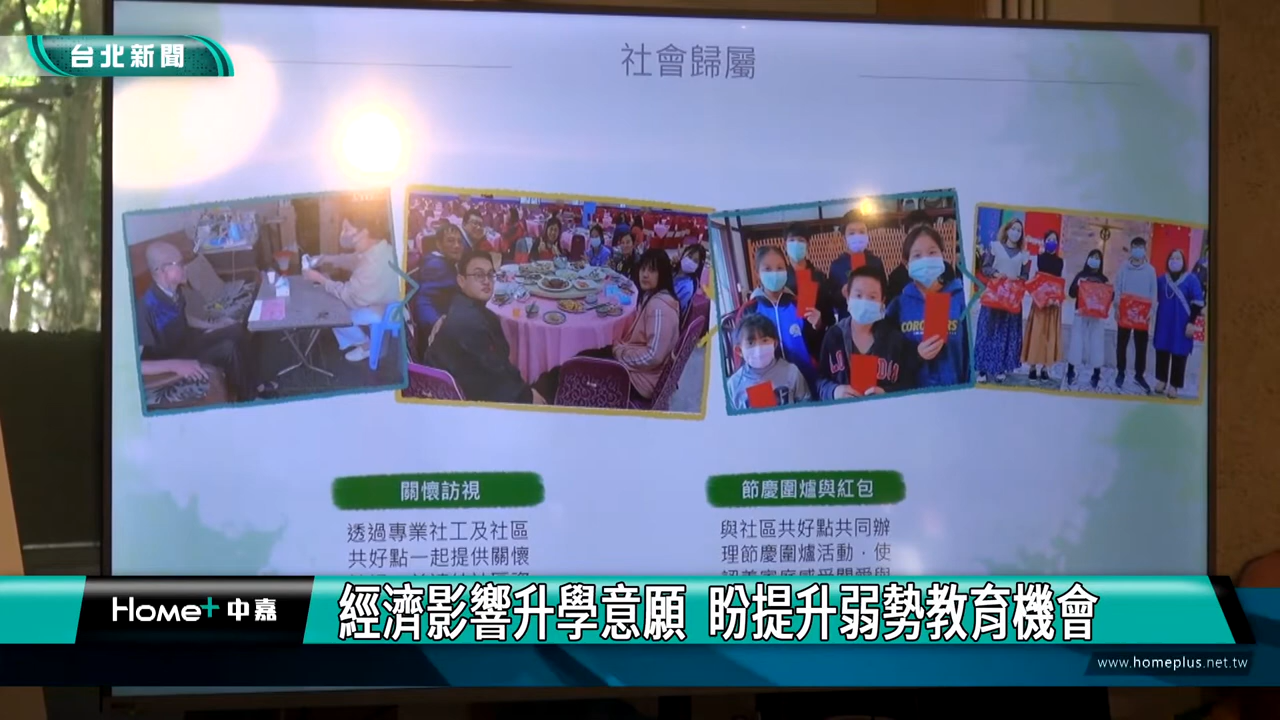 台北新聞
社會歸屬
關懷訪視
透過專業社工及社區
共好點一起提供關懷
節慶圍爐與紅包
與社區共好點共同辦
理節慶圍爐活動，使
Home+中嘉
經濟影響升學意願 盼提升弱勢教育機會
www.homeplus.net.tw